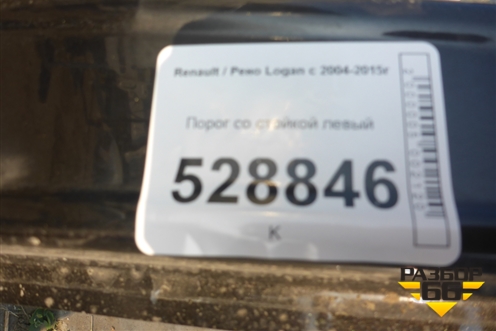 Renault / Рено Logan с 2004-2015г
Порог со стойкой левый
528846
К
РАЗБОР
66